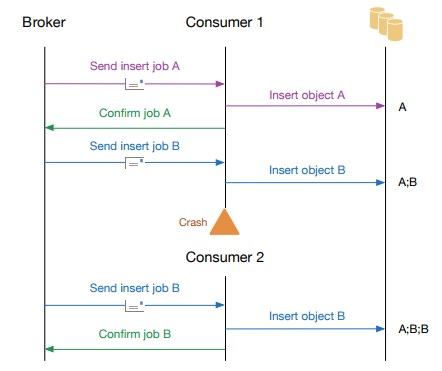 Broker
Consumer 1
Send insert job A
Insert object A
A
Confirm job A
Send insert job B
Insert object B
A;B
Crash
Consumer 2
Send insert job B
Insert object B
A;B;B
Confirm job B